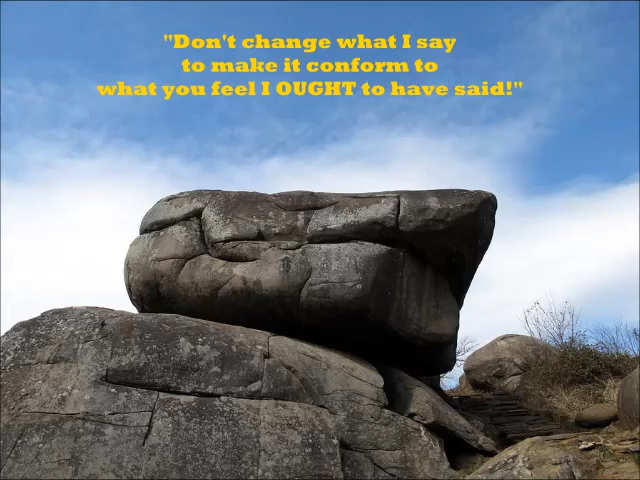 "Don't change what I say
to make it conform to
what you feel I OUGHT to have said!"